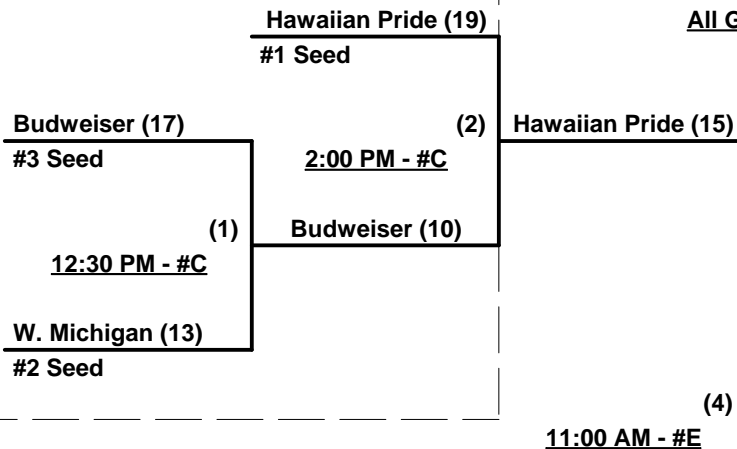 Hawaiian Pride (19)
All G
#1 Seed
Budweiser (17)
(2)
Hawaiian Pride (15)
#3 Seed
2:00 PM - #C
(1)
Budweiser (10)
12:30 PM - #C
W. Michigan (13)
#2 Seed
(4)
11:00 AM - #E